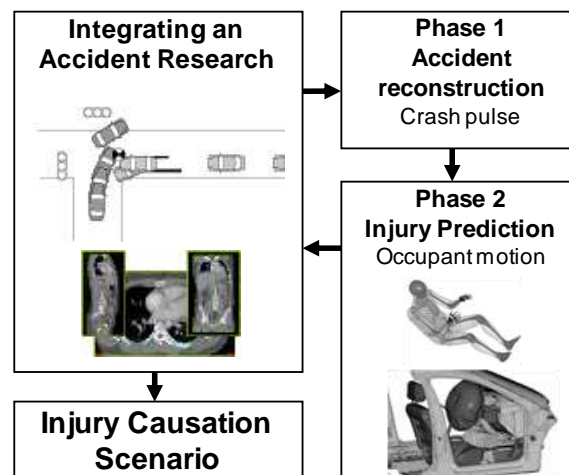 Integrating an
Accident Research
Phase 1
Accident
reconstruction
Crash pulse
Phase 2
Injury Prediction
Occupant motion
Injury Causation
Scenario